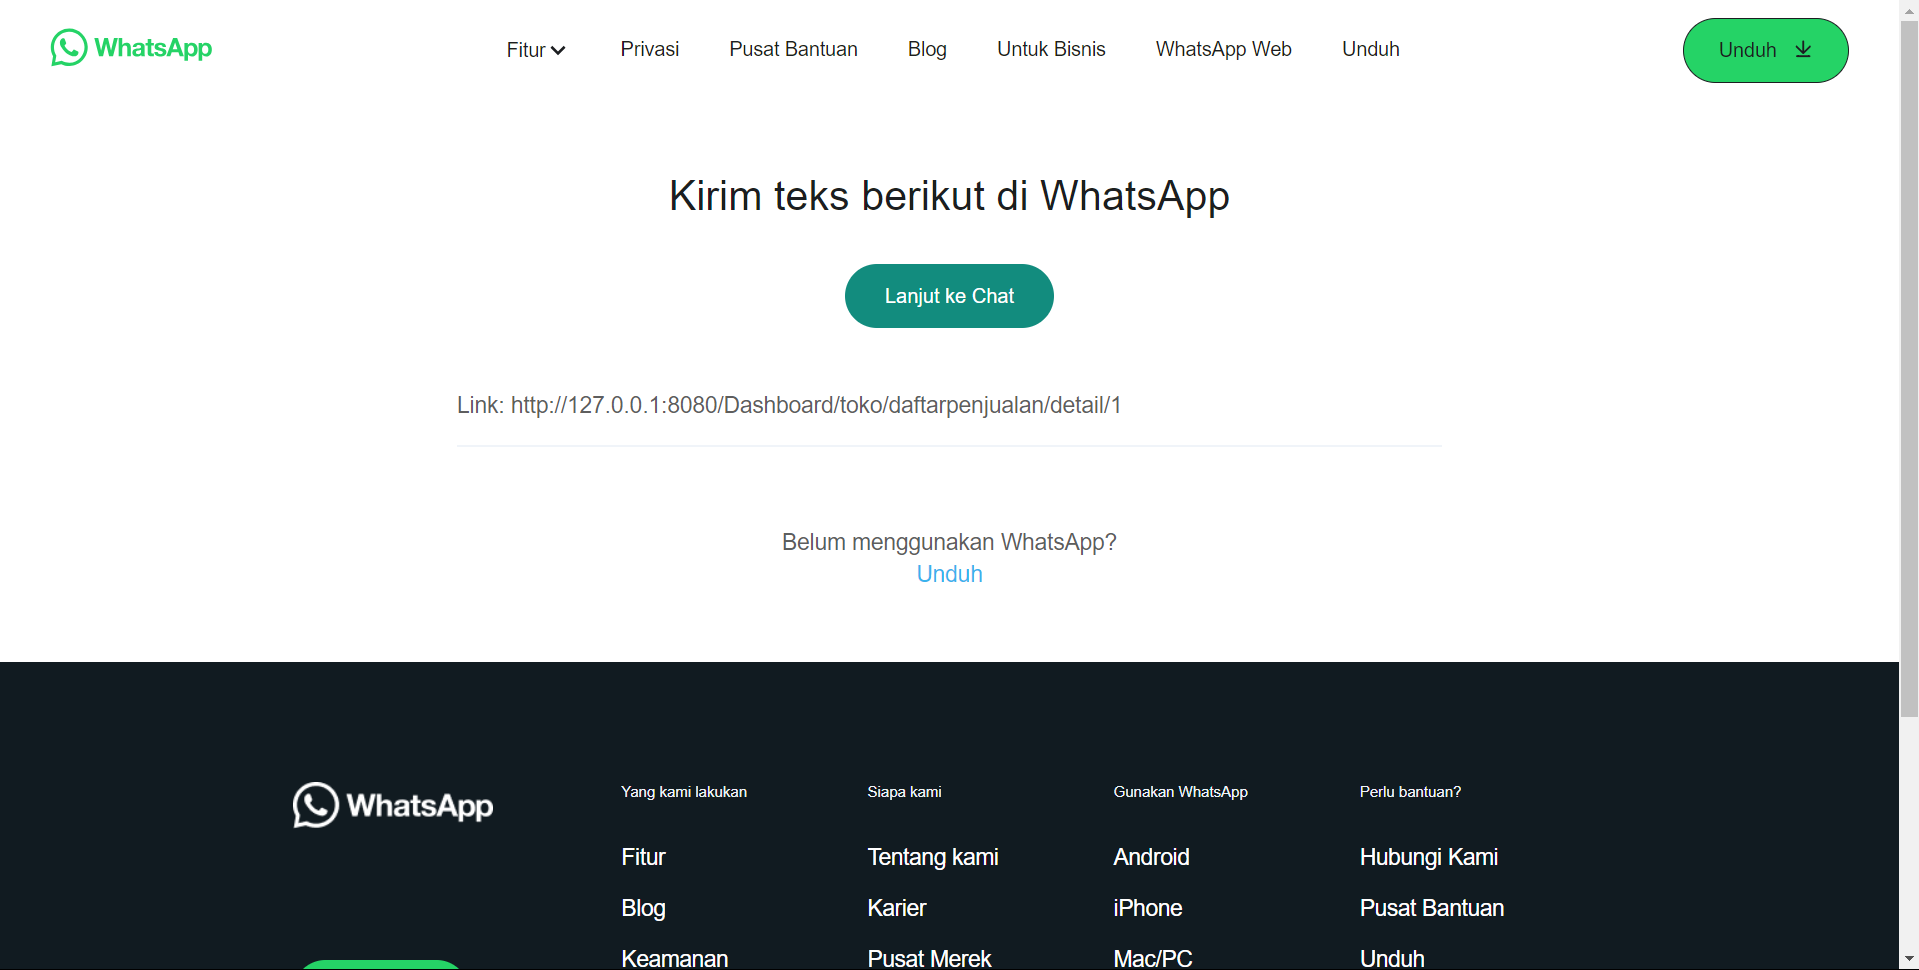 WhatsApp
Fitur
Privasi
Pusat Bantuan
Blog
Untuk Bisnis
WhatsApp Web
Unduh
Unduh
Kirim teks berikut di WhatsApp
Lanjut ke Chat
Link: http://127.0.0.1:8080/Dashboard/toko/daftarpenjualan/detail/1
Belum menggunakan WhatsApp?
Unduh
WhatsApp
Yang kami lakukan
Fitur
Blog
Keamanan
Siapa kami
Tentang kami
Karier
Pusat Merek
Gunakan WhatsApp
Android
iPhone
Mac/PC
Perlu bantuan?
Hubungi Kami
Pusat Bantuan
Unduh